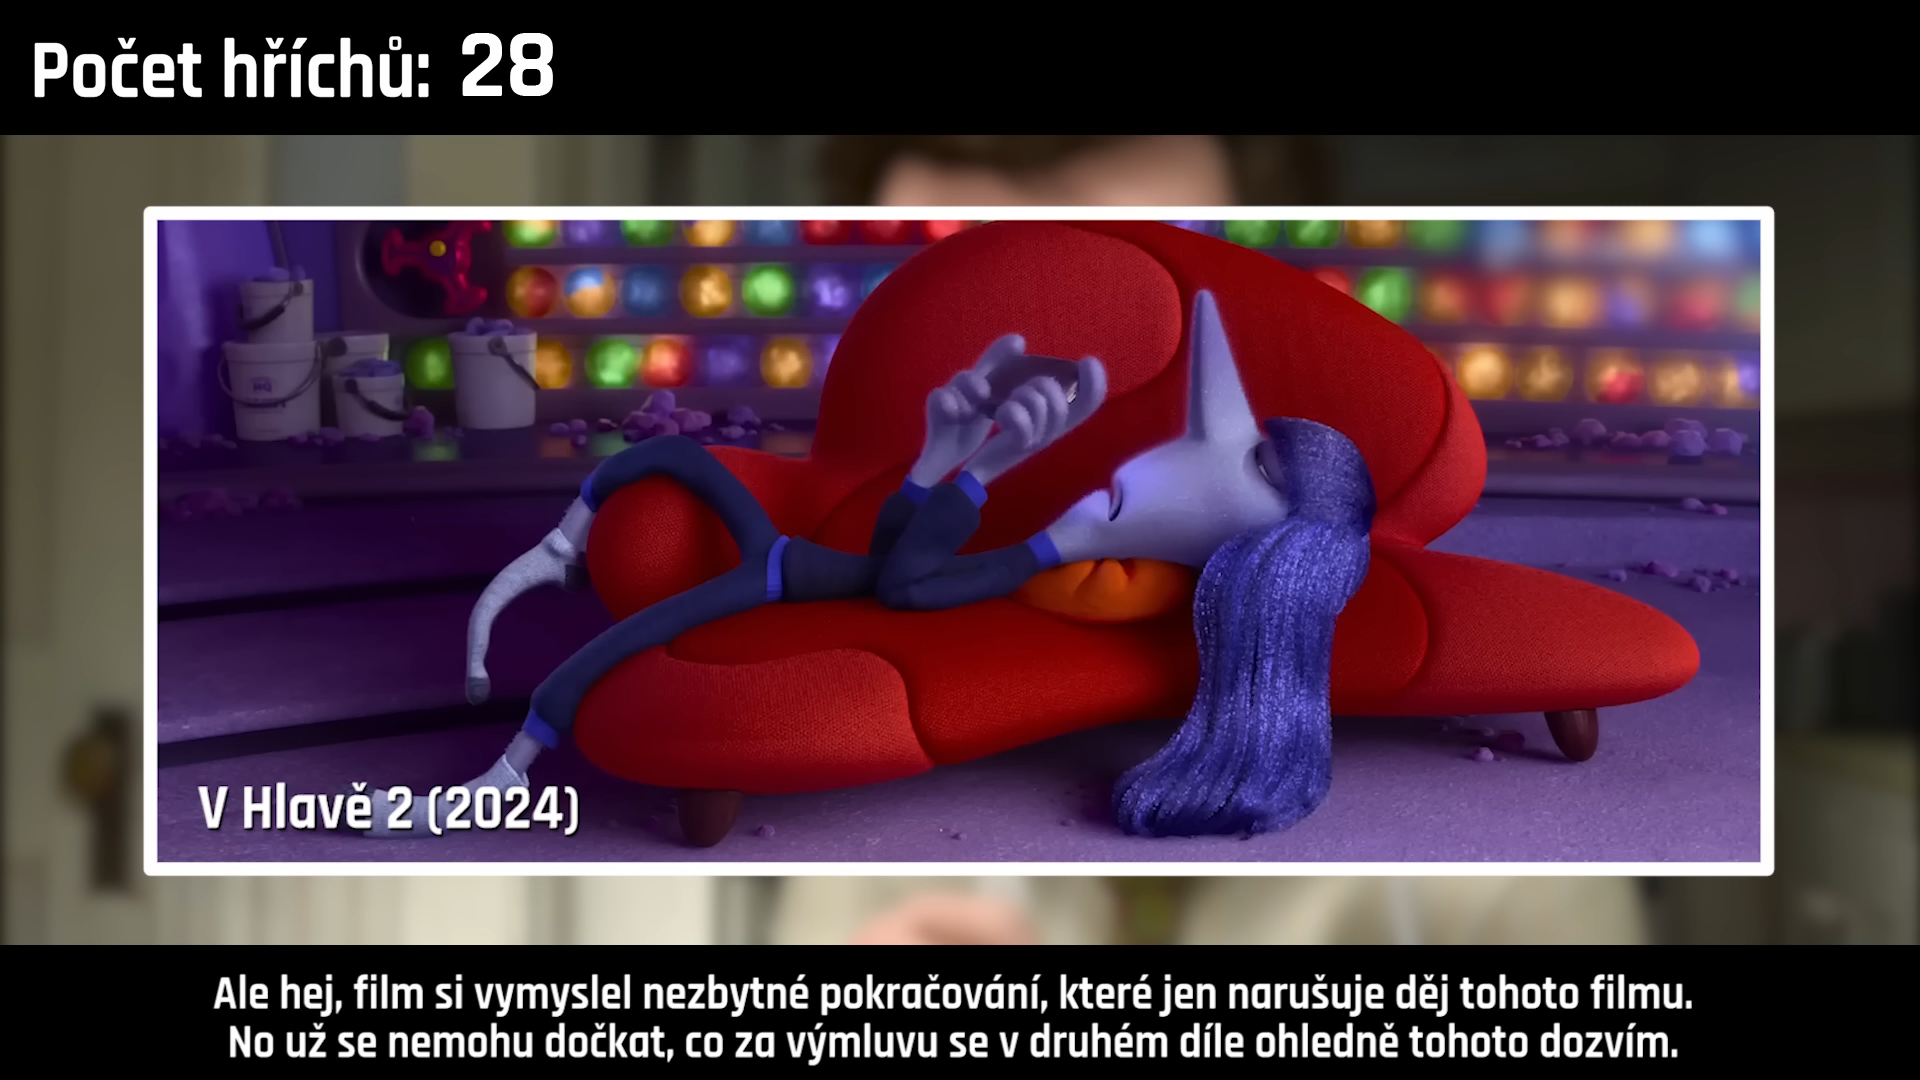 Počet hříchů: 28
HQ
V Hlavě 2 (2024)
Ale hej, film si vymyslel nezbytné pokračování, které jen narušuje děj tohoto filmu.
No už se nemohu dočkat, co za výmluvu se v druhém díle ohledně tohoto dozvím.